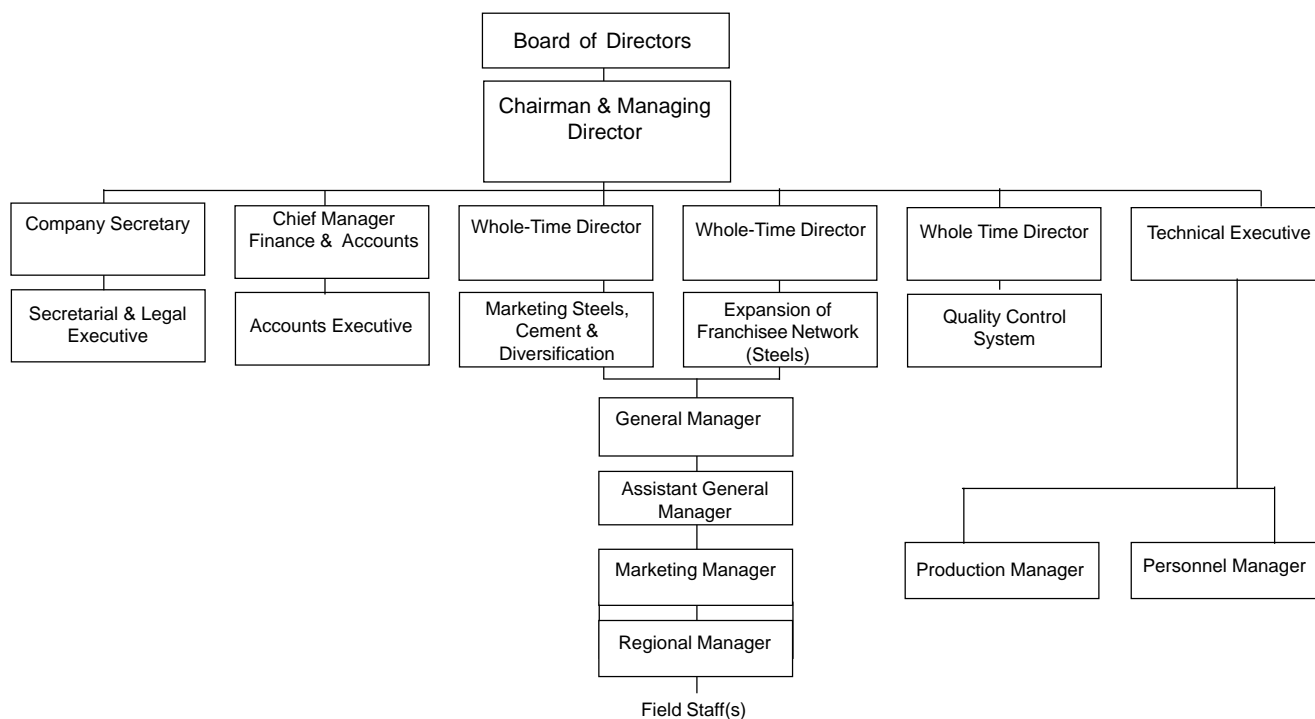 Board of Directors
Chairman & Managing
Director
Company Secretary
Chief Manager
Finance & Accounts
Whole-Time Director
Whole-Time Director
Whole Time Director
Technical Executive
Secretarial & Legal
Executive
Accounts Executive
Marketing Steels,
Cement &
Diversification
Expansion of
Franchisee Network
(Steels)
Quality Control
System
General Manager
Assistant General
Manager
Marketing Manager
Production Manager
Personnel Manager
Regional Manager
Field Staff(s)